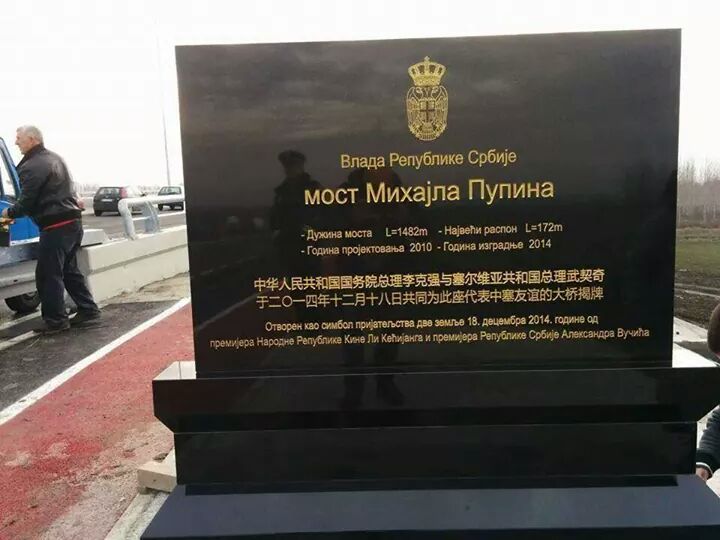 Влада Републике Србије
мост Михајла Пупина
- Дужина моста L=1482m - Највећи распон L=172m
- Година пројектовања 2010 - Година изградње 2014
中华人民共和国国务院总理李克强与塞尔维亚共和国总理武契奇
于二〇一四年十二月十八日共同为此座代表中塞友谊的大桥揭牌
Отворен као симбол пријатељства две земље 18. децембра 2014. године од
премијера Народне Републике Кине Ли Кећијанга и премијера Републике Србије Александра Вучића